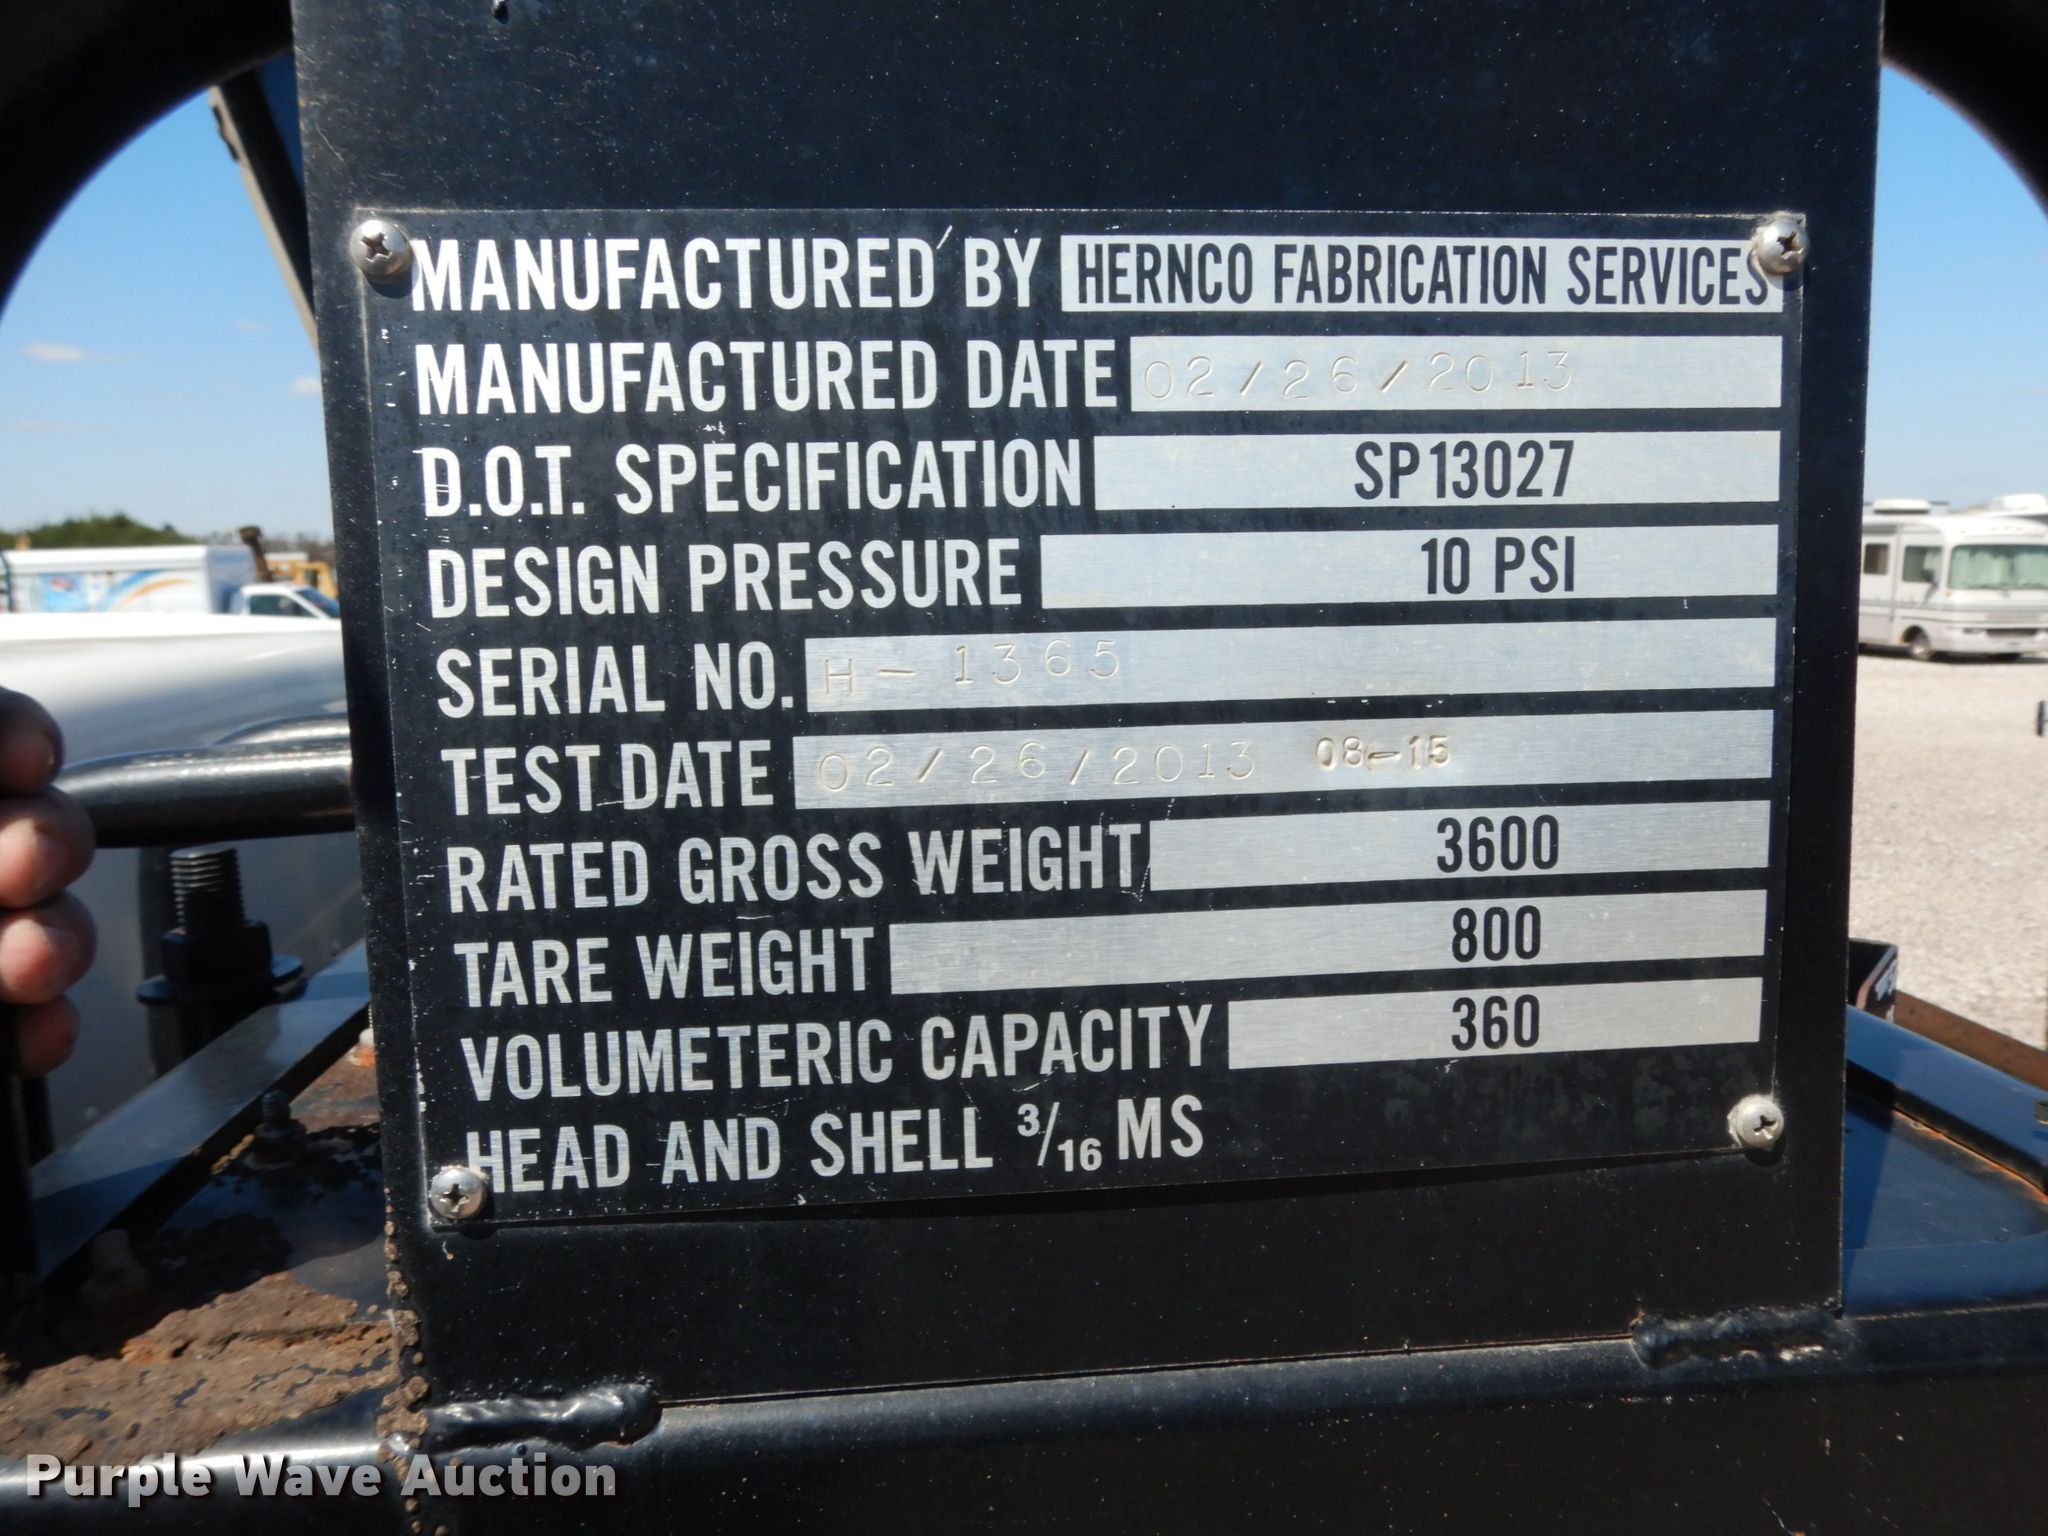 MANUFACTURED BY HERNCO FABRICATION SERVICES
MANUFACTURED DATE 02/26/2013
D.O.T. SPECIFICATION SP13027
DESIGN PRESSURE 10 PSI
SERIAL NO. H-1365
TEST DATE 02/26/2013 08-15
RATED GROSS WEIGHT 3600
TARE WEIGHT 800
VOLUMETERIC CAPACITY 360
HEAD AND SHELL 3/16 MS
Purple Wave Auction